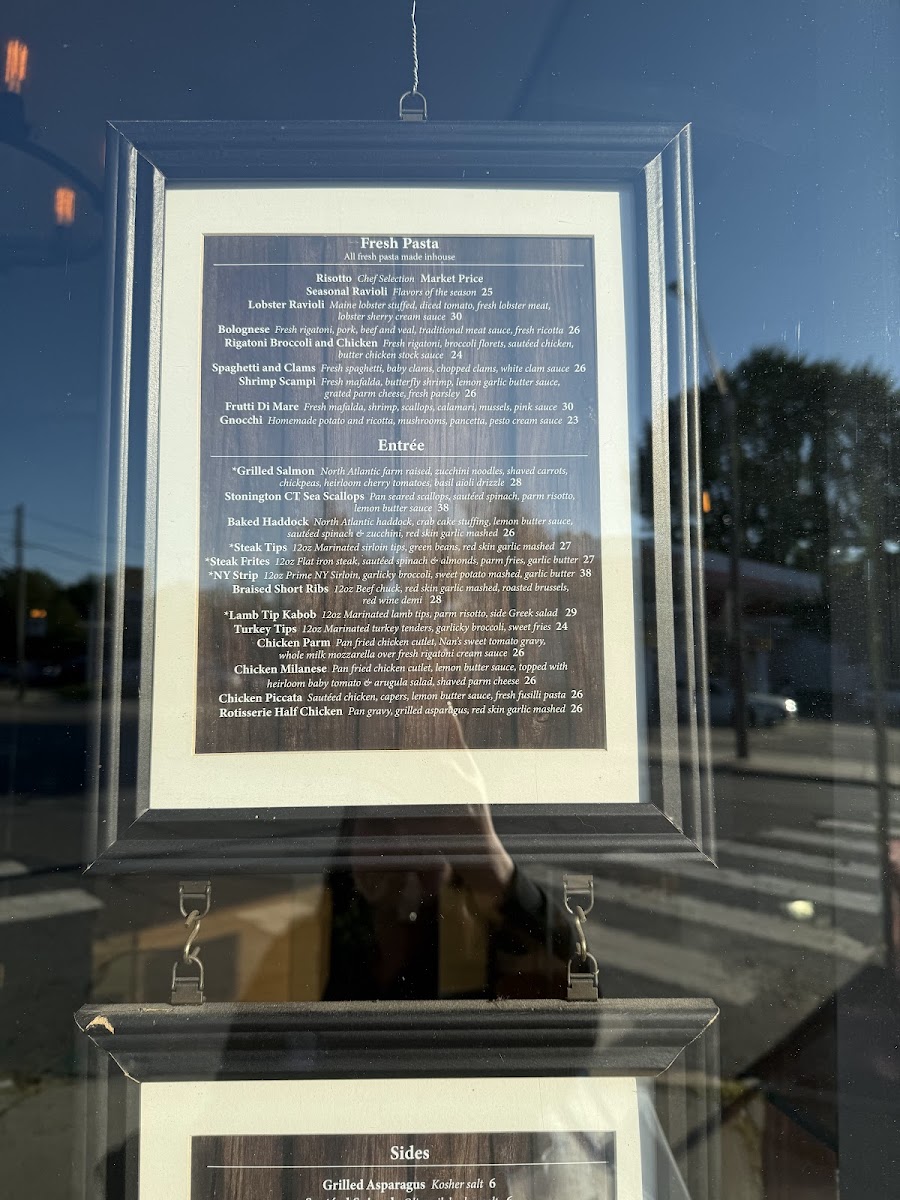 Fresh Pasta
All fresh pasta made inhouse
Risotto Chef Selection Market Price
Seasonal Ravioli Flavors of the season 25
Lobster Ravioli Maine lobster stuffed, diced tomato, fresh lobster meat,
lobster sherry cream sauce 30
Bolognese Fresh rigatoni, pork, beef and veal, traditional meat sauce, fresh ricotta 26
Rigatoni Broccoli and Chicken Fresh rigatoni, broccoli florets, sautéed chicken,
butter chicken stock sauce 24
Spaghetti and Clams Fresh spaghetti, baby clams, chopped clams, white clam sauce 26
Shrimp Scampi Fresh mafalda, butterfly shrimp, lemon garlic butter sauce,
grated parm cheese, fresh parsley 26
Frutti Di Mare Fresh mafalda, shrimp, scallops, calamari, mussels, pink sauce 30
Gnocchi Homemade potato and ricotta, mushrooms, pancetta, pesto cream sauce 23
Entrée
*Grilled Salmon North Atlantic farm raised, zucchini noodles, shaved carrots,
chickpeas, heirloom cherry tomatoes, basil aioli drizzle 28
Stonington CT Sea Scallops Pan seared scallops, sautéed spinach, parm risotto,
lemon butter sauce 38
Baked Haddock North Atlantic haddock, crab cake stuffing, lemon butter sauce,
sautéed spinach & zucchini, red skin garlic mashed 26
*Steak Tips 12oz Marinated sirloin tips, green beans, red skin garlic mashed 27
*Steak Frites 12oz Flat iron steak, sautéed spinach & almonds, parm fries, garlic butter 27
*NY Strip 12oz Prime NY Sirloin, garlicky broccoli, sweet potato mashed, garlic butter 38
Braised Short Ribs 12oz Beef chuck, red skin garlic mashed, roasted brussels,
red wine demi 28
*Lamb Tip Kabob 12oz Marinated lamb tips, parm risotto, side Greek salad 29
Turkey Tips 12oz Marinated turkey tenders, garlicky broccoli, sweet fries 24
Chicken Parm Pan fried chicken cutlet, Nan's sweet tomato gravy,
whole milk mozzarella over fresh rigatoni cream sauce 26
Chicken Milanese Pan fried chicken cutlet, lemon butter sauce, topped with
heirloom baby tomato & arugula salad, shaved parm cheese 26
Chicken Piccata Sautéed chicken, capers, lemon butter sauce, fresh fusilli pasta 26
Rotisserie Half Chicken Pan gravy, grilled asparagus, red skin garlic mashed 26
Sides
Grilled Asparagus Kosher salt 6